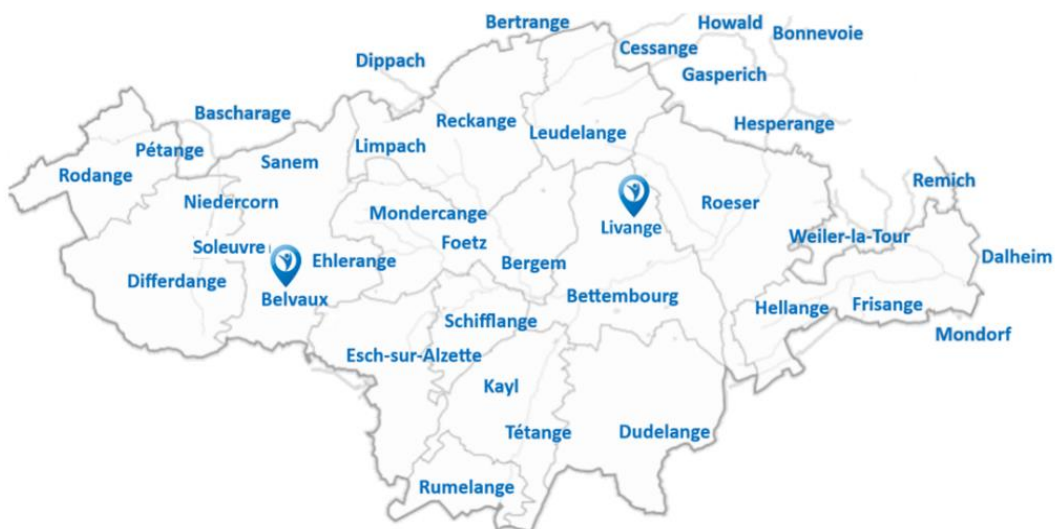 Bertrange
Howald
Bonnevoie
Cessange
Dippach
Gasperich
Bascharage
Reckange
Hesperange
Leudelange
Pétange
Limpach
Sanem
Rodange
Remich
Niedercorn
Roeser
Mondercange
Livange
Weiler-la-Tour
Soleuvre
Foetz
Dalheim
Ehlerange
Bergem
Differdange
Belvaux
Bettembourg
Hellange
Frisange
Schifflange
Mondorf
Esch-sur-Alzette
Kayl
Tétange
Dudelange
Rumelange